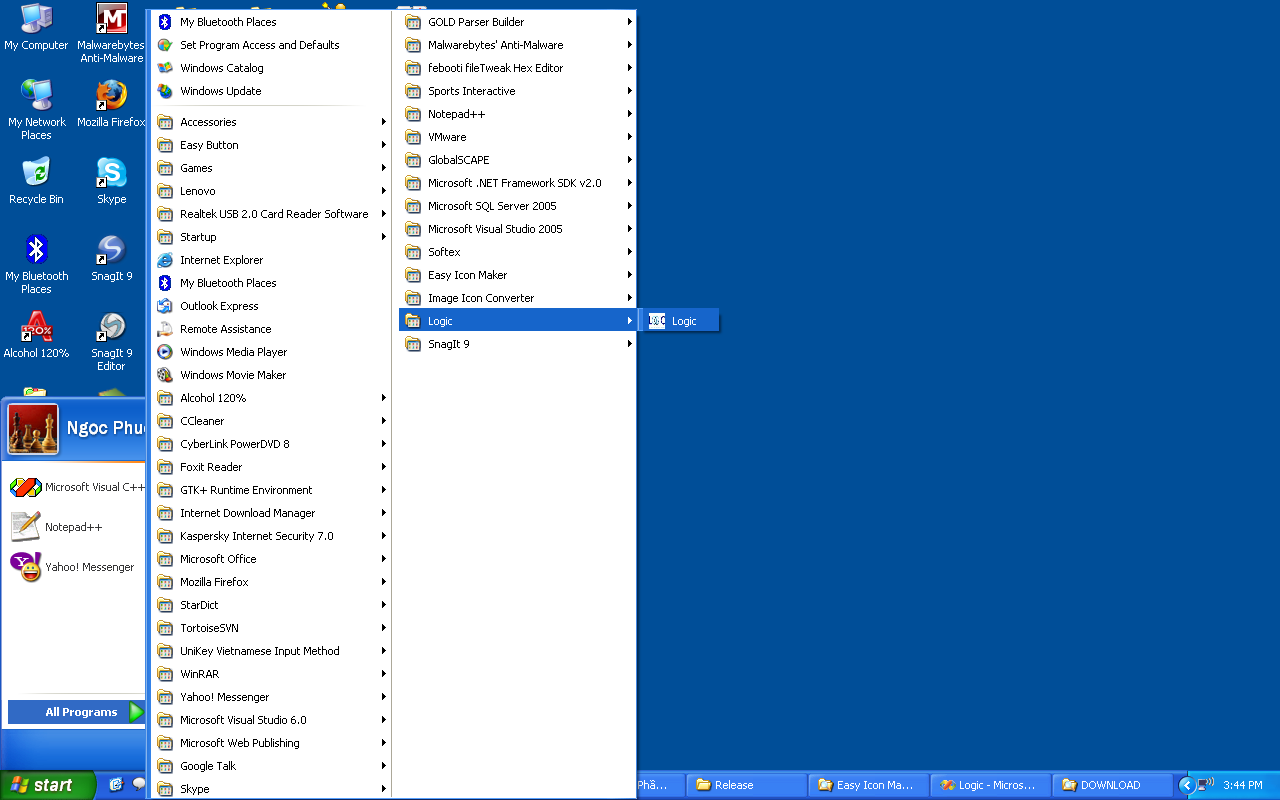 My Computer
Malwarebytes
Anti-Malware
My Network
Places
Mozilla Firefox
Recycle Bin
Skype
My Bluetooth
Places
SnagIt 9
Alcohol 120%
SnagIt 9
Editor
My Bluetooth Places
Set Program Access and Defaults
Windows Catalog
Windows Update
Accessories
Easy Button
Games
Lenovo
Realtek USB 2.0 Card Reader Software
Startup
Internet Explorer
My Bluetooth Places
Outlook Express
Remote Assistance
Windows Media Player
Windows Movie Maker
Alcohol 120%
CCleaner
CyberLink PowerDVD 8
Foxit Reader
GTK+ Runtime Environment
Internet Download Manager
Kaspersky Internet Security 7.0
Microsoft Office
Mozilla Firefox
StarDict
TortoiseSVN
UniKey Vietnamese Input Method
WinRAR
Yahoo! Messenger
Microsoft Visual Studio 6.0
Microsoft Web Publishing
Google Talk
Skype
GOLD Parser Builder
Malwarebytes' Anti-Malware
febooti fileTweak Hex Editor
Sports Interactive
Notepad++
VMware
GlobalSCAPE
Microsoft .NET Framework SDK v2.0
Microsoft SQL Server 2005
Microsoft Visual Studio 2005
Softex
Easy Icon Maker
Image Icon Converter
Logic
SnagIt 9
Logic
Ngoc Phu
Microsoft Visual C++
Notepad++
Yahoo! Messenger
All Programs
start
Phầ...
Release
Easy Icon Ma...
Logic - Micros...
DOWNLOAD
3:44 PM